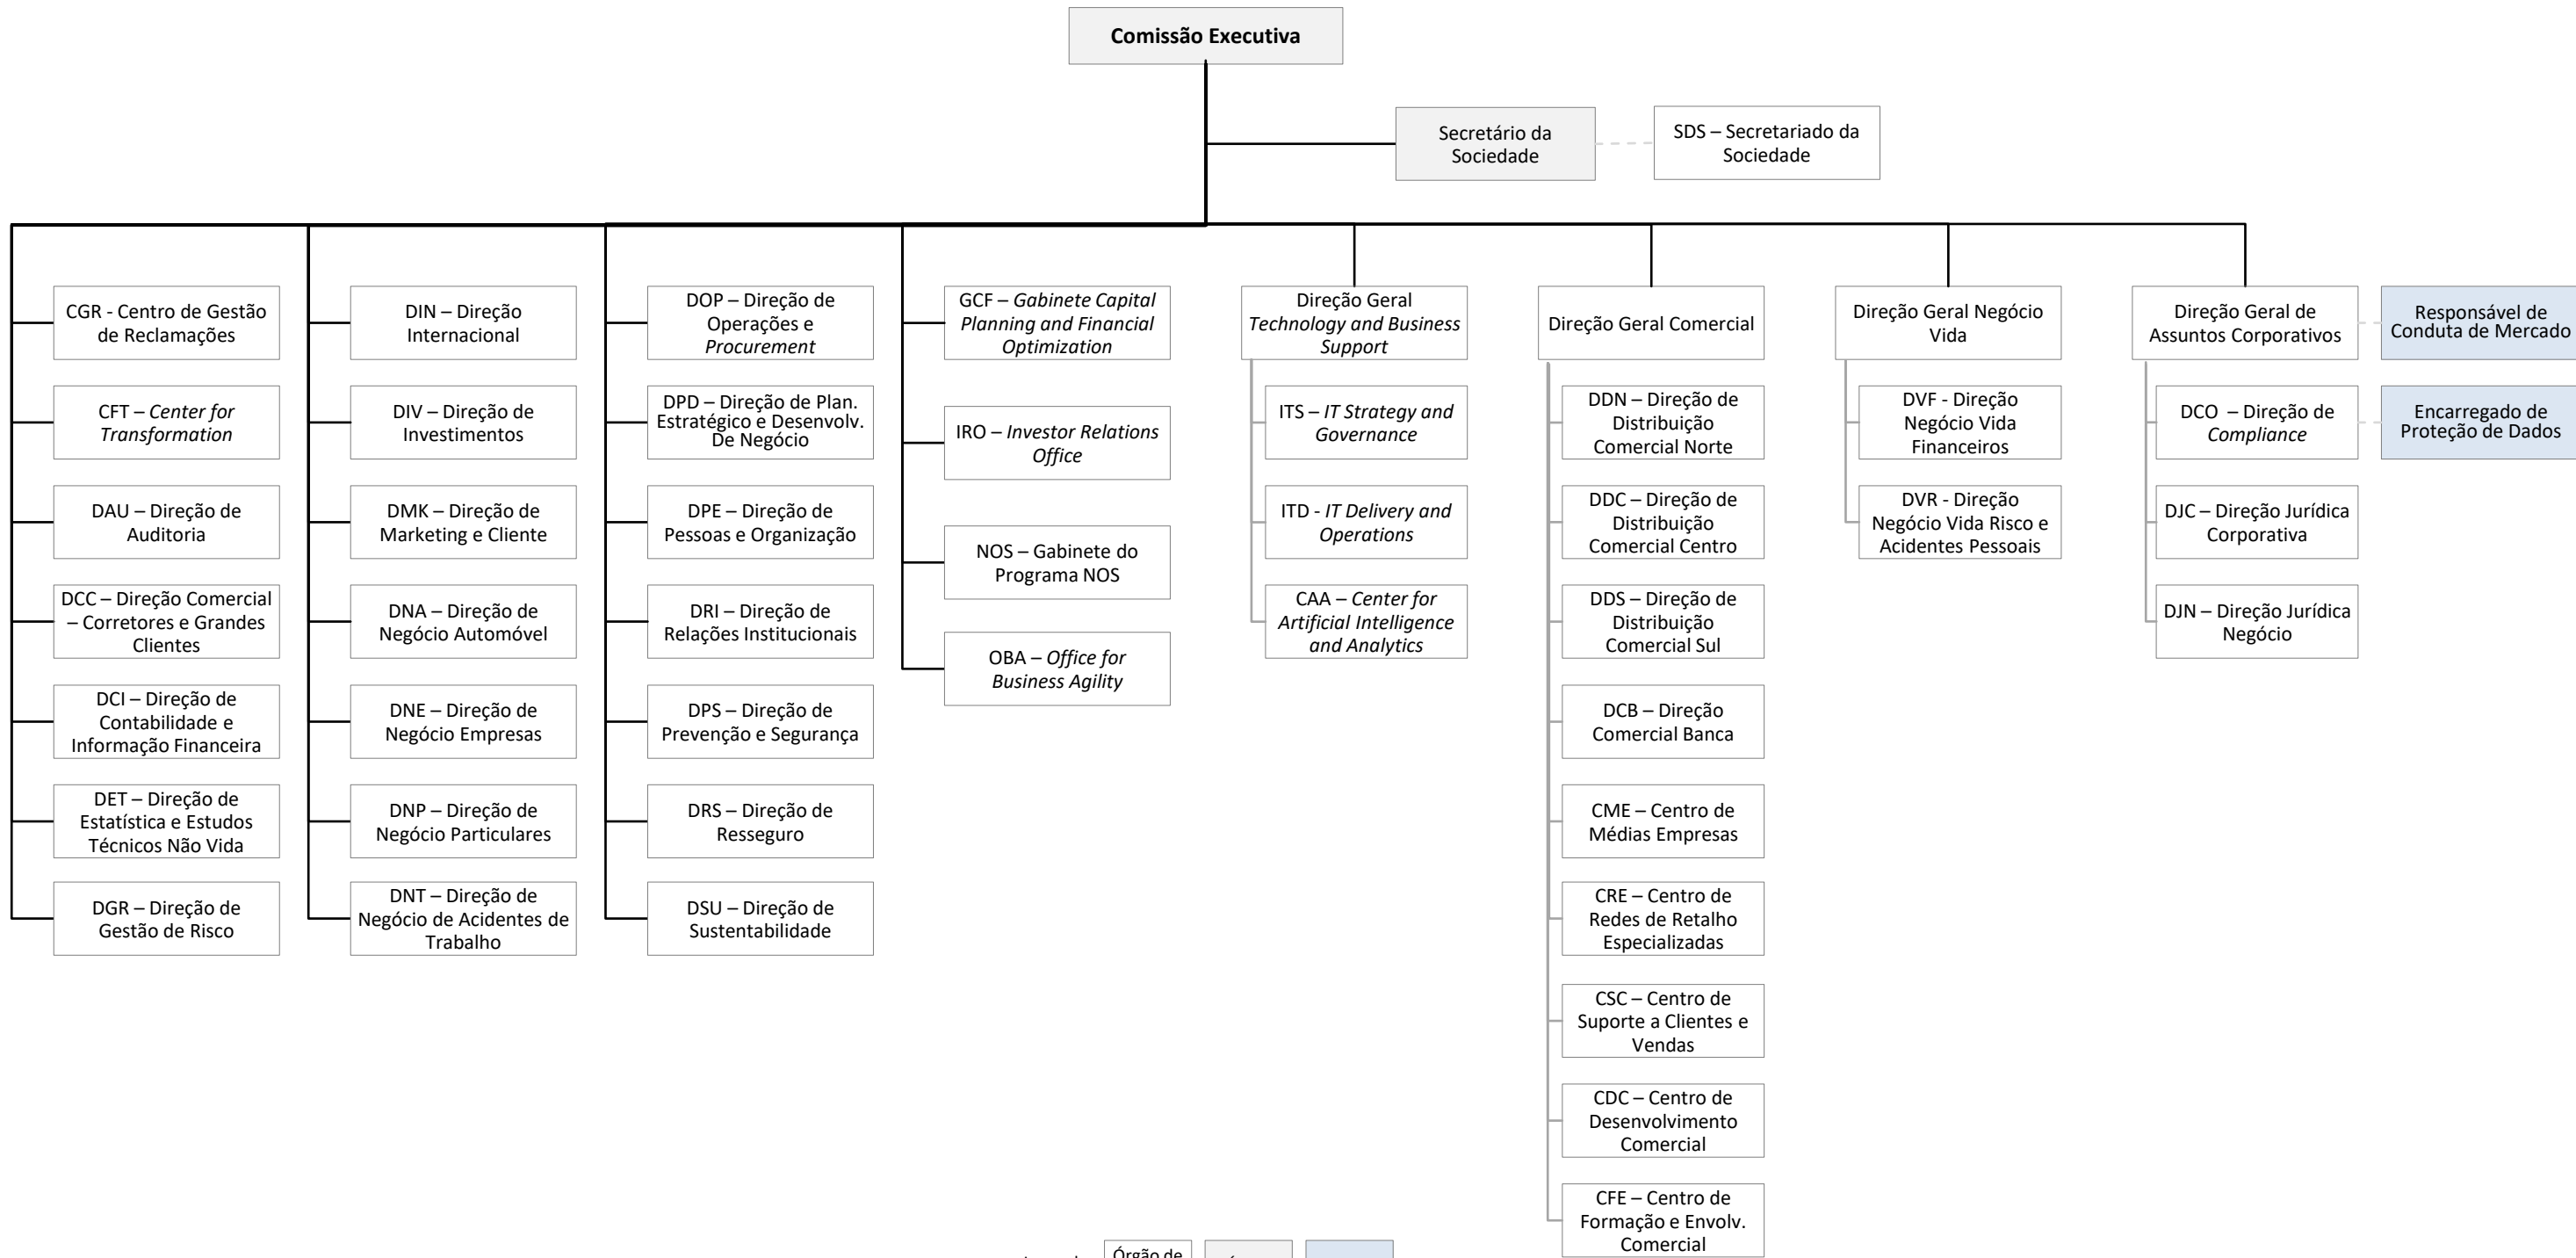 Comissão Executiva
Secretário da
Sociedade
SDS – Secretariado da
Sociedade
CGR - Centro de Gestão
de Reclamações
CFT – Center for
Transformation
DAU – Direção de
Auditoria
DCC – Direção Comercial
– Corretores e Grandes
Clientes
DCI – Direção de
Contabilidade e
Informação Financeira
DET – Direção de
Estatística e Estudos
Técnicos Não Vida
DGR – Direção de
Gestão de Risco
DIN – Direção
Internacional
DIV – Direção de
Investimentos
DMK – Direção de
Marketing e Cliente
DNA – Direção de
Negócio Automóvel
DNE – Direção de
Negócio Empresas
DNP – Direção de
Negócio Particulares
DNT – Direção de
Negócio de Acidentes de
Trabalho
DOP – Direção de
Operações e
Procurement
DPD – Direção de Plan.
Estratégico e Desenvolv.
De Negócio
DPE – Direção de
Pessoas e Organização
DRI – Direção de
Relações Institucionais
DPS – Direção de
Prevenção e Segurança
DRS – Direção de
Resseguro
DSU – Direção de
Sustentabilidade
GCF – Gabinete Capital
Planning and Financial
Optimization
IRO – Investor Relations
Office
NOS – Gabinete do
Programa NOS
OBA – Office for
Business Agility
Direção Geral
Technology and Business
Support
ITS – IT Strategy and
Governance
ITD - IT Delivery and
Operations
CAA – Center for
Artificial Intelligence
and Analytics
Direção Geral Comercial
DDN – Direção de
Distribuição
Comercial Norte
DDC – Direção de
Distribuição
Comercial Centro
DDS – Direção de
Distribuição
Comercial Sul
DCB – Direção
Comercial Banca
CME – Centro de
Médias Empresas
CRE – Centro de
Redes de Retalho
Especializadas
CSC – Centro de
Suporte a Clientes e
Vendas
CDC – Centro de
Desenvolvimento
Comercial
CFE – Centro de
Formação e Envolv.
Comercial
Direção Geral Negócio
Vida
DVF - Direção
Negócio Vida
Financeiros
DVR - Direção
Negócio Vida Risco e
Acidentes Pessoais
Direção Geral de
Assuntos Corporativos
DCO – Direção de
Compliance
DJC – Direção Jurídica
Corporativa
DJN – Direção Jurídica
Negócio
Responsável de
Conduta de Mercado
Encarregado de
Proteção de Dados
Órgão de